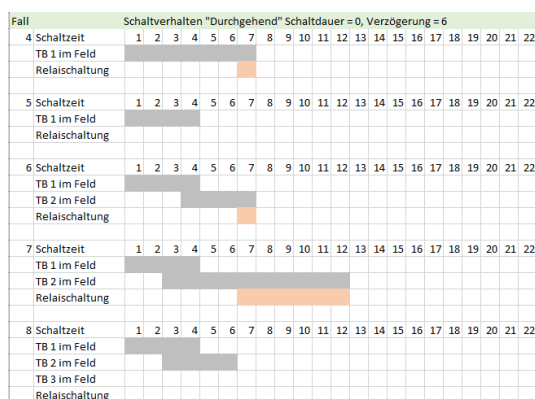 Fall Schaltverhalten "Durchgehend" Schaltdauer = 0, Verzögerung = 6
4 Schaltzeit 1 2 3 4 5 6 7 8 9 10 11 12 13 14 15 16 17 18 19 20 21 22
TB 1 im Feld
Relaischaltung
5 Schaltzeit 1 2 3 4 5 6 7 8 9 10 11 12 13 14 15 16 17 18 19 20 21 22
TB 1 im Feld
Relaischaltung
6 Schaltzeit 1 2 3 4 5 6 7 8 9 10 11 12 13 14 15 16 17 18 19 20 21 22
TB 1 im Feld
TB 2 im Feld
Relaischaltung
7 Schaltzeit 1 2 3 4 5 6 7 8 9 10 11 12 13 14 15 16 17 18 19 20 21 22
TB 1 im Feld
TB 2 im Feld
Relaischaltung
8 Schaltzeit 1 2 3 4 5 6 7 8 9 10 11 12 13 14 15 16 17 18 19 20 21 22
TB 1 im Feld
TB 2 im Feld
TB 3 im Feld
Relaischaltung